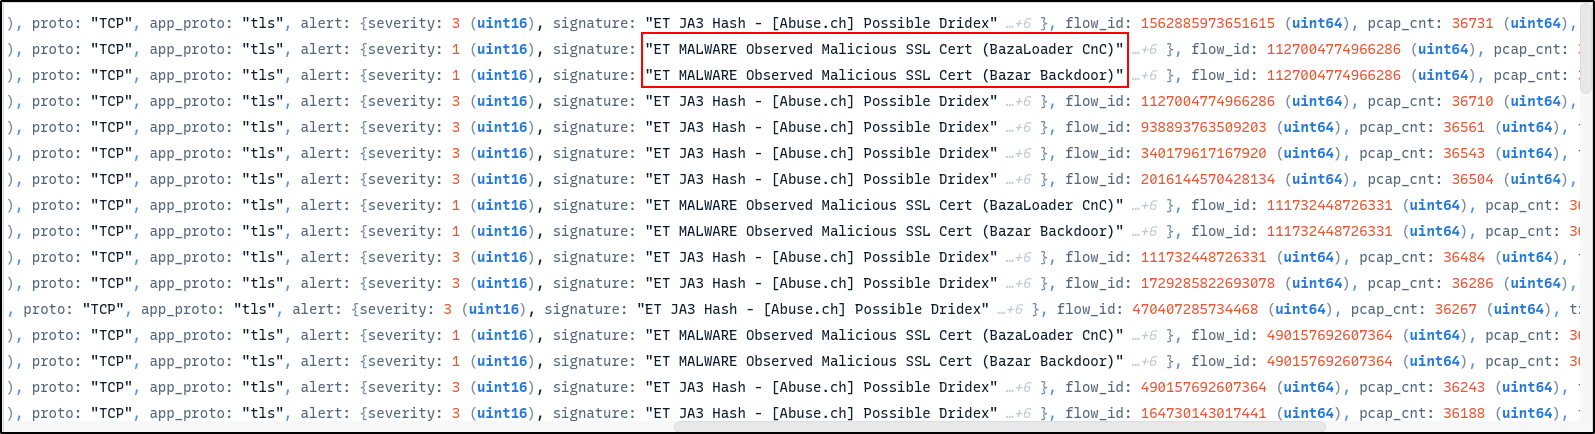 ), proto: "TCP", app_proto: "tls", alert: {severity: 3 (uint16), signature: "ET JA3 Hash - [Abuse.ch] Possible Dridex" …+6 }, flow_id: 1562885973651615 (uint64), pcap_cnt: 36731 (uint64),
), proto: "TCP", app_proto: "tls", alert: {severity: 1 (uint16), signature: "ET MALWARE Observed Malicious SSL Cert (BazaLoader CnC)" …+6 }, flow_id: 1127004774966286 (uint64), pcap_cnt:
), proto: "TCP", app_proto: "tls", alert: {severity: 1 (uint16), signature: "ET MALWARE Observed Malicious SSL Cert (Bazar Backdoor)" …+6 }, flow_id: 1127004774966286 (uint64), pcap_cnt:
), proto: "TCP", app_proto: "tls", alert: {severity: 3 (uint16), signature: "ET JA3 Hash - [Abuse.ch] Possible Dridex" …+6 }, flow_id: 1127004774966286 (uint64), pcap_cnt: 36710 (uint64),
), proto: "TCP", app_proto: "tls", alert: {severity: 3 (uint16), signature: "ET JA3 Hash - [Abuse.ch] Possible Dridex" …+6 }, flow_id: 938893763509203 (uint64), pcap_cnt: 36561 (uint64), t
), proto: "TCP", app_proto: "tls", alert: {severity: 3 (uint16), signature: "ET JA3 Hash - [Abuse.ch] Possible Dridex" …+6 }, flow_id: 340179617167920 (uint64), pcap_cnt: 36543 (uint64), t
), proto: "TCP", app_proto: "tls", alert: {severity: 3 (uint16), signature: "ET JA3 Hash - [Abuse.ch] Possible Dridex" …+6 }, flow_id: 2016144570428134 (uint64), pcap_cnt: 36504 (uint64),
), proto: "TCP", app_proto: "tls", alert: {severity: 1 (uint16), signature: "ET MALWARE Observed Malicious SSL Cert (BazaLoader CnC)" …+6 }, flow_id: 111732448726331 (uint64), pcap_cnt: 36
), proto: "TCP", app_proto: "tls", alert: {severity: 1 (uint16), signature: "ET MALWARE Observed Malicious SSL Cert (Bazar Backdoor)" …+6 }, flow_id: 111732448726331 (uint64), pcap_cnt: 36
), proto: "TCP", app_proto: "tls", alert: {severity: 3 (uint16), signature: "ET JA3 Hash - [Abuse.ch] Possible Dridex" …+6 }, flow_id: 111732448726331 (uint64), pcap_cnt: 36484 (uint64), t
), proto: "TCP", app_proto: "tls", alert: {severity: 3 (uint16), signature: "ET JA3 Hash - [Abuse.ch] Possible Dridex" …+6 }, flow_id: 1729285822693078 (uint64), pcap_cnt: 36286 (uint64),
, proto: "TCP", app_proto: "tls", alert: {severity: 3 (uint16), signature: "ET JA3 Hash - [Abuse.ch] Possible Dridex" …+6 }, flow_id: 470407285734468 (uint64), pcap_cnt: 36267 (uint64), ti
), proto: "TCP", app_proto: "tls", alert: {severity: 1 (uint16), signature: "ET MALWARE Observed Malicious SSL Cert (BazaLoader CnC)" …+6 }, flow_id: 490157692607364 (uint64), pcap_cnt: 36
), proto: "TCP", app_proto: "tls", alert: {severity: 1 (uint16), signature: "ET MALWARE Observed Malicious SSL Cert (Bazar Backdoor)" …+6 }, flow_id: 490157692607364 (uint64), pcap_cnt: 36
), proto: "TCP", app_proto: "tls", alert: {severity: 3 (uint16), signature: "ET JA3 Hash - [Abuse.ch] Possible Dridex" …+6 }, flow_id: 490157692607364 (uint64), pcap_cnt: 36243 (uint64), t
), proto: "TCP", app_proto: "tls", alert: {severity: 3 (uint16), signature: "ET JA3 Hash - [Abuse.ch] Possible Dridex" …+6 }, flow_id: 164730143017441 (uint64), pcap_cnt: 36188 (uint64), t